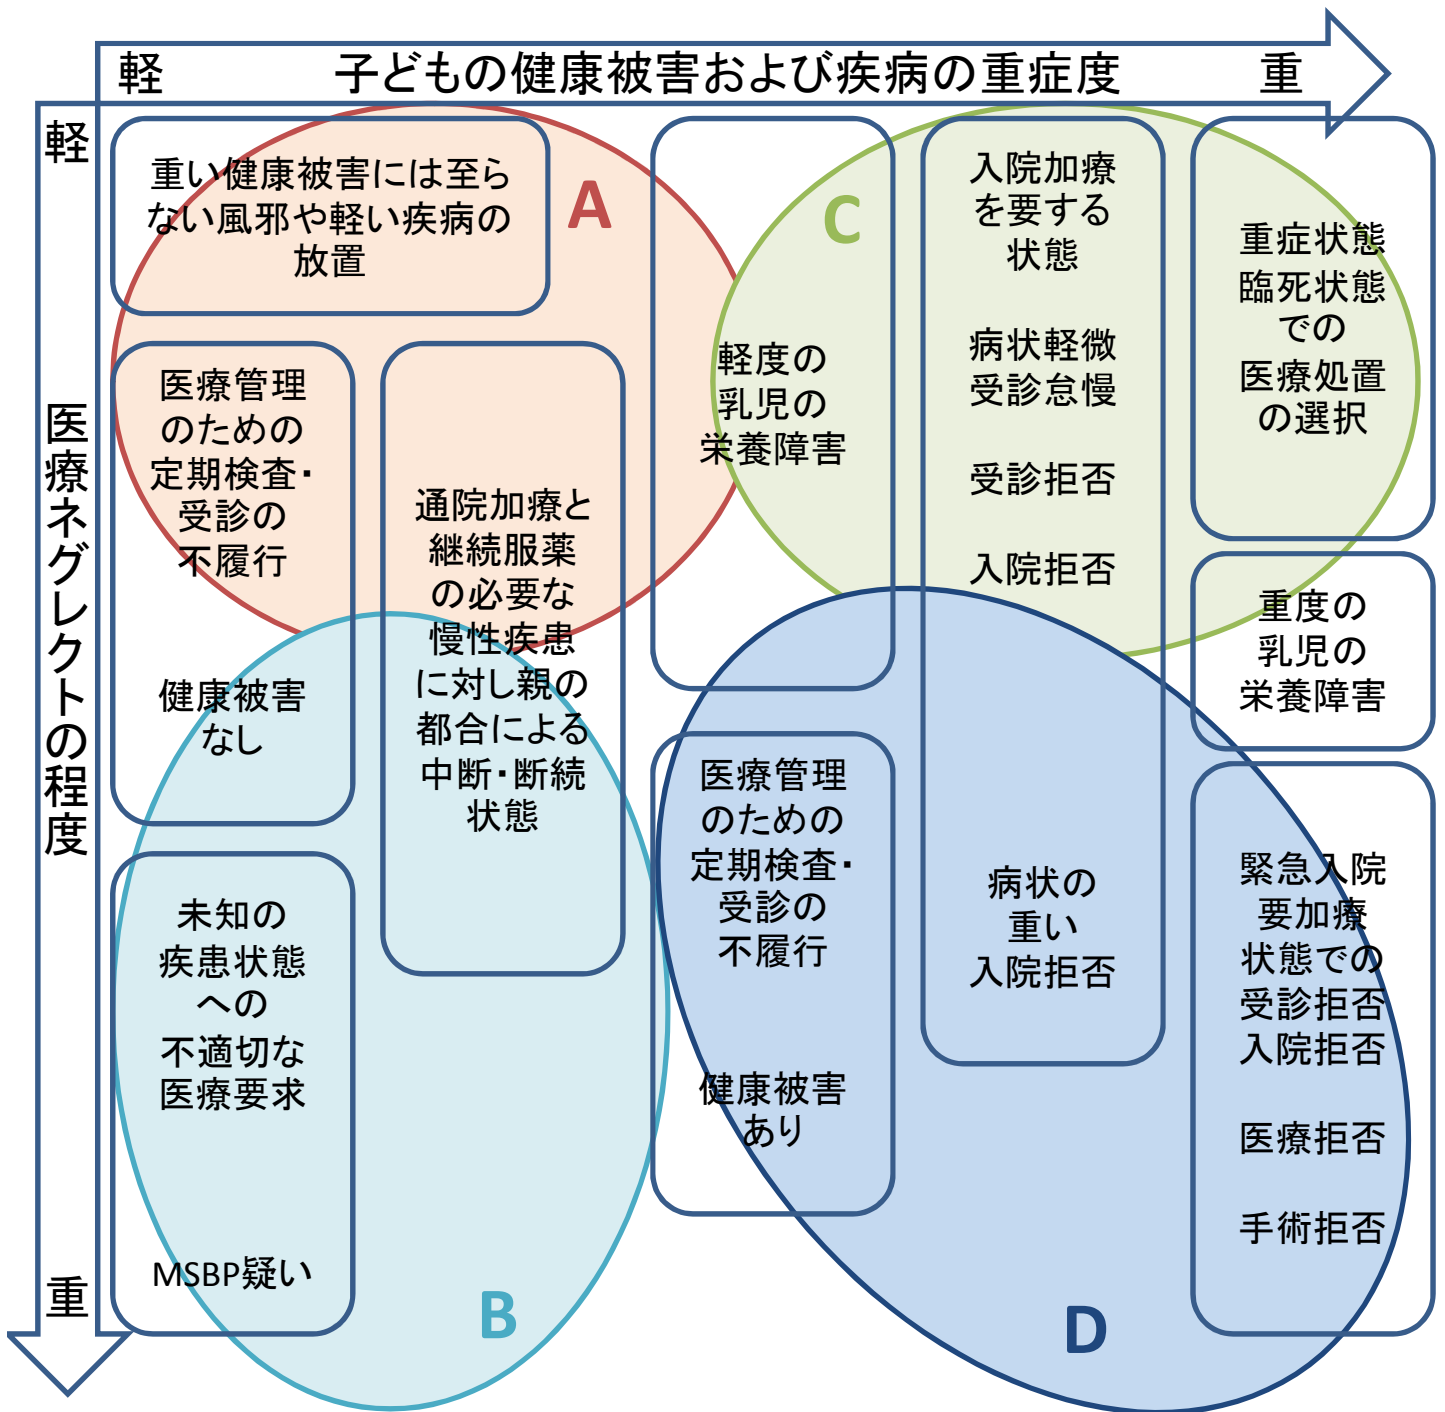 軽 子どもの健康被害および疾病の重症度 重
軽
医療ネグレクトの程度
重
重い健康被害には至ら
ない風邪や軽い疾病の
放置
A
医療管理
のための
定期検査・
受診の
不履行
健康被害
なし
通院加療と
継続服薬
の必要な
慢性疾患
に対し親の
都合による
中断・断続
状態
未知の
疾患状態
への
不適切な
医療要求
MSBP疑い
B
軽度の
乳児の
栄養障害
C
入院加療
を要する
状態
病状軽微
受診怠慢
受診拒否
入院拒否
病状の
重い
入院拒否
重症状態
臨死状態
での
医療処置
の選択
重度の
乳児の
栄養障害
医療管理
のための
定期検査・
受診の
不履行
健康被害
あり
緊急入院
要加療
状態での
受診拒否
入院拒否
医療拒否
手術拒否
D